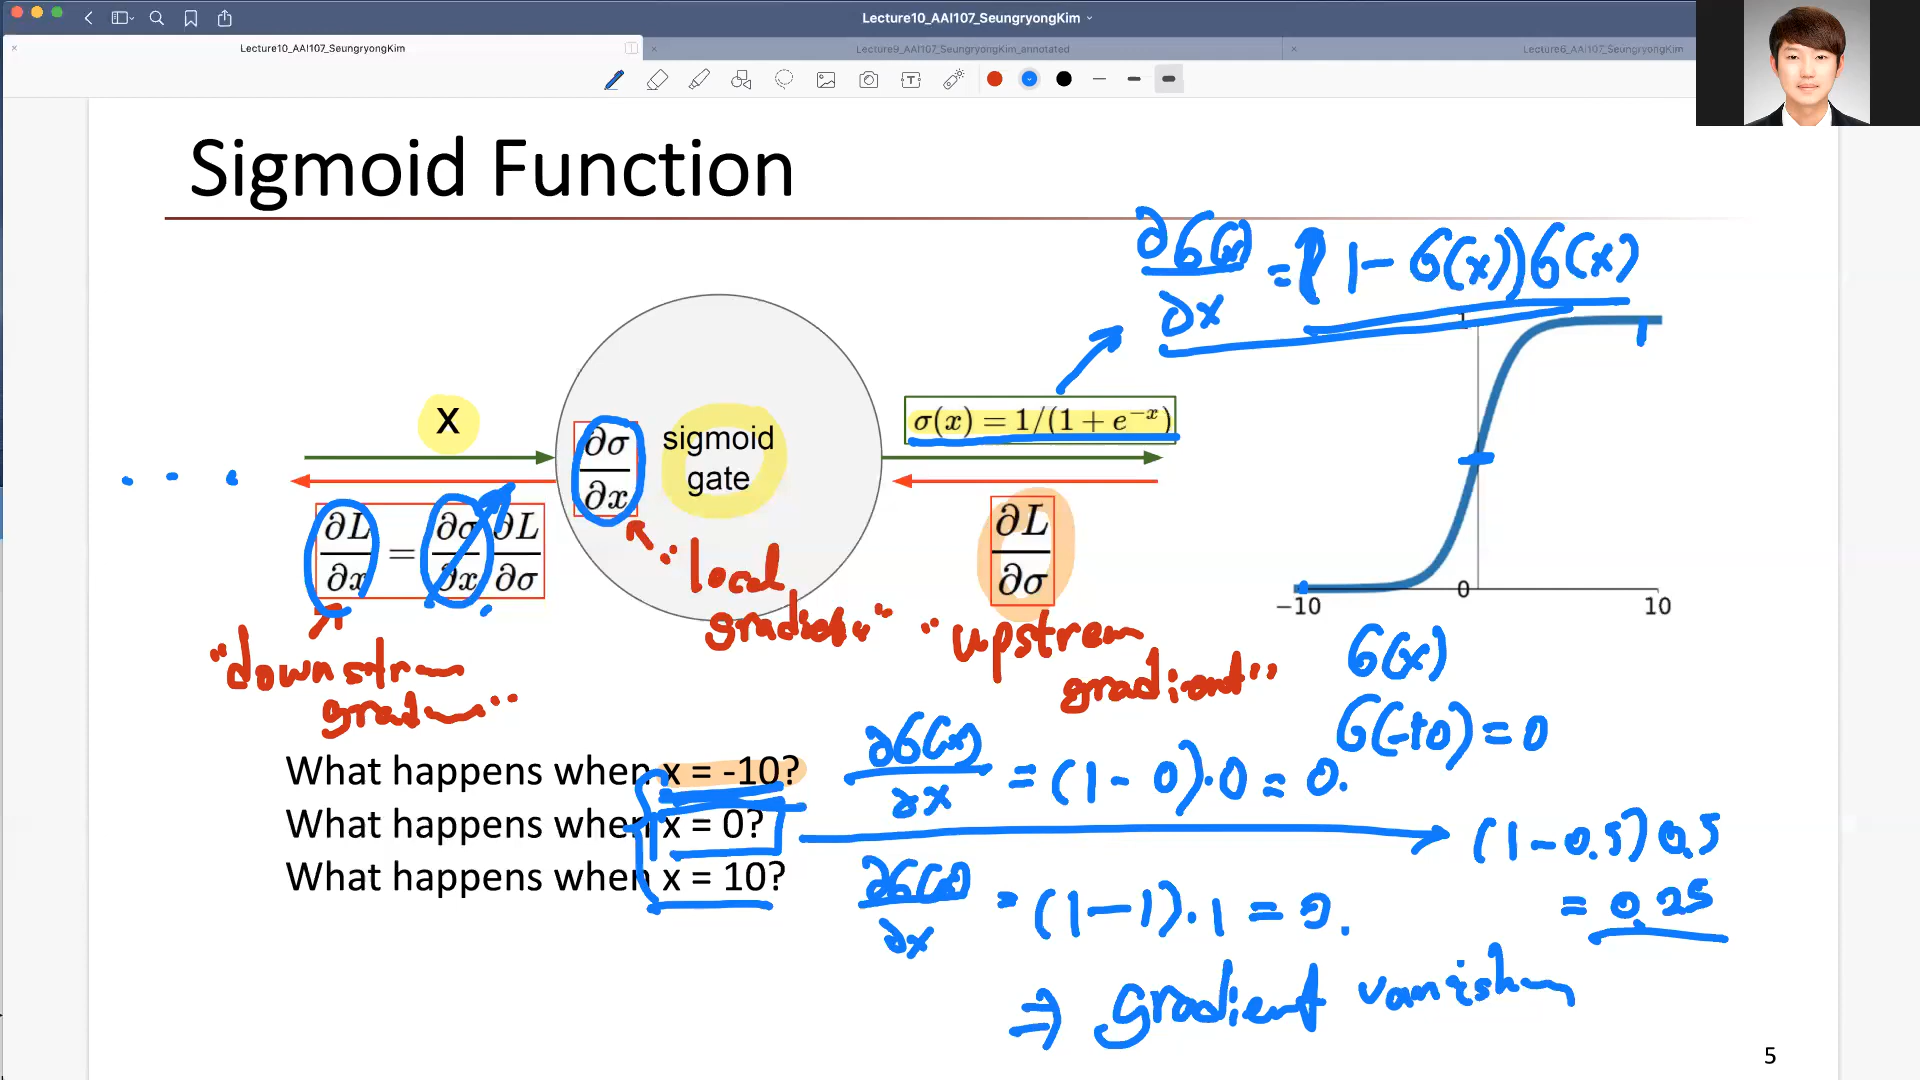 Lecture10_AAI107_SeungryongKim
Lecture10_AAI107_SeungryongKim
Lecture9_AAI107_SeungryongKim_annotated
Lecture6_AAI107_SeungryongKim
Sigmoid Function
∂σ(x)/∂x = (1-σ(x))σ(x)
1
x
∂σ/∂x
sigmoid
gate
σ(x) = 1/(1 + e^{-x})
∂L/∂x = ∂σ/∂x ∂L/∂σ
∂L/∂σ
-10
0
10
"local
gradient"
"upstream
gradient"
"downstream
σ(x)
σ(-10) = 0
What happens when x = -10?
∂σ(x)/∂x = (1-0)·0 = 0.
What happens when x = 0?
(1-0.5) 0.5
= 0.25
What happens when x = 10?
∂σ(x)/∂x = (1-1)·1 = 0.
⇒ gradient vanishing
5